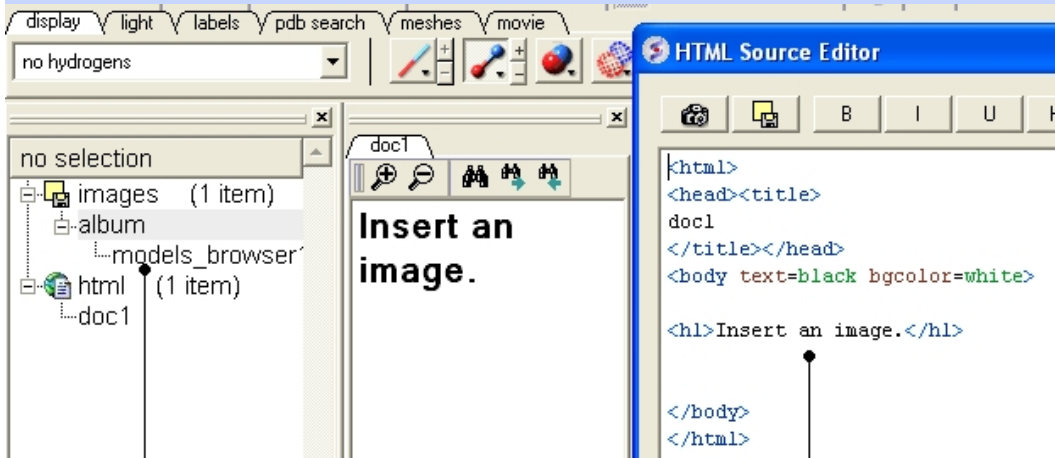 display light labels pdb search meshes movie
no hydrogens
no selection
images (1 item)
album
models_browser1
html (1 item)
doc1
doc1
Insert an
image.
HTML Source Editor
B I U H
<html>
<head><title>
doc1
</title></head>
<body text=black bgcolor=white>
<h1>Insert an image.</h1>
</body>
</html>